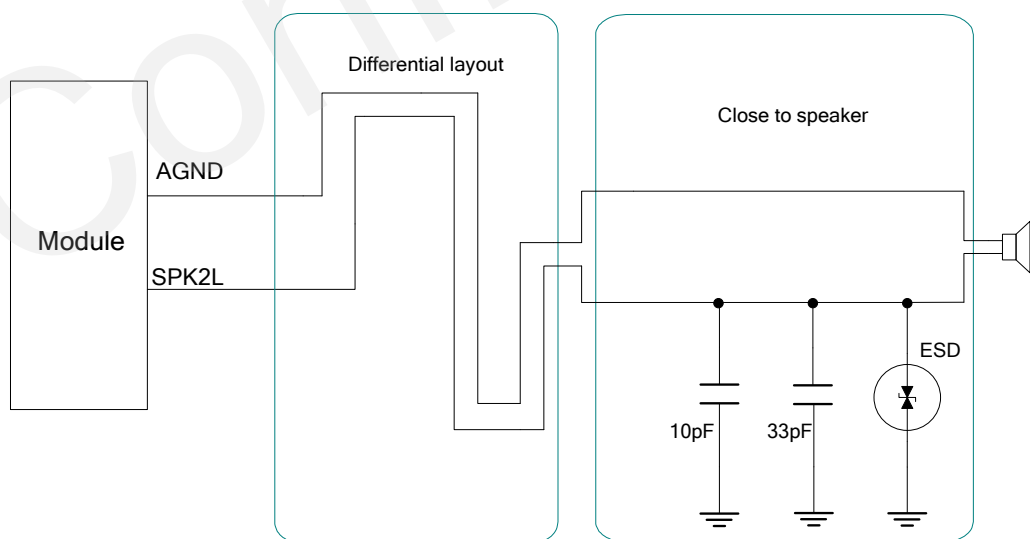 Differential layout
Close to speaker
AGND
Module
SPK2L
ESD
10pF
33pF